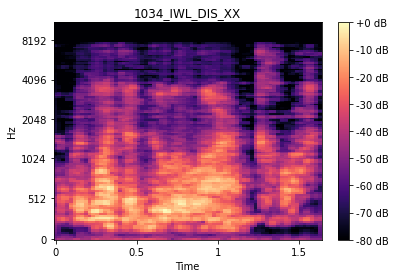 1034_IWL_DIS_XX
8192
4096
2048
1024
512
0
Hz
0
0.5
1
1.5
Time
+0 dB
-10 dB
-20 dB
-30 dB
-40 dB
-50 dB
-60 dB
-70 dB
-80 dB